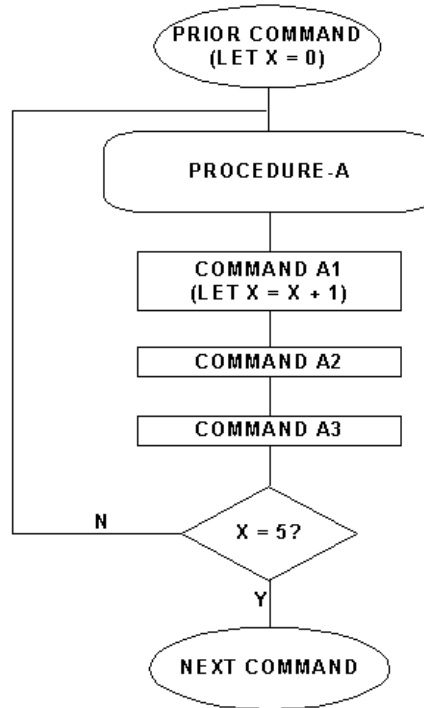 PRIOR COMMAND
(LET X = 0)
PROCEDURE-A
COMMAND A1
(LET X = X + 1)
COMMAND A2
COMMAND A3
X = 5?
N
Y
NEXT COMMAND